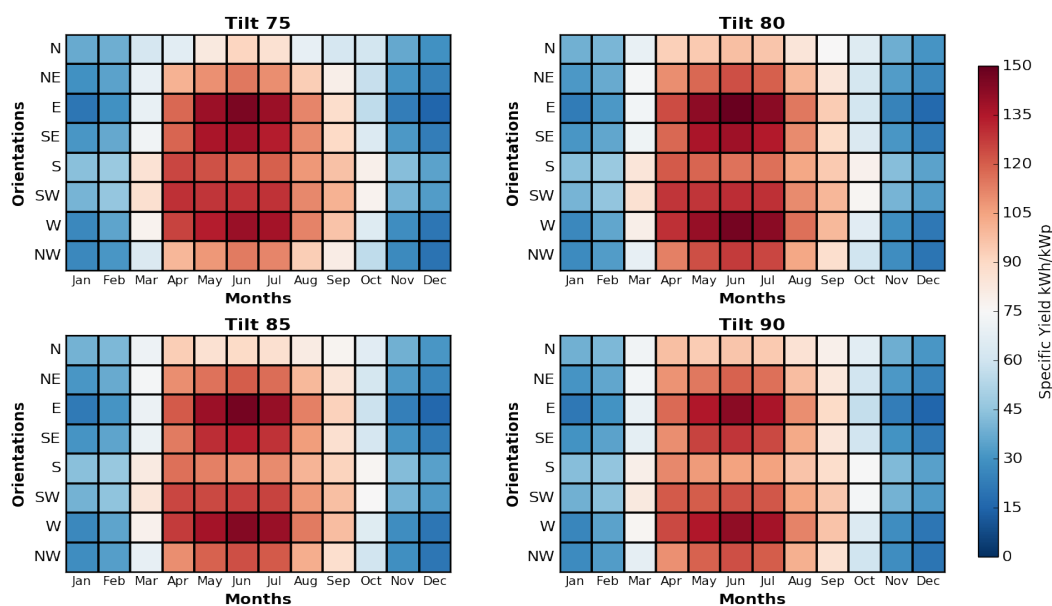 Tilt 75
Orientations
N
NE
E
SE
S
SW
W
NW
Jan Feb Mar Apr May Jun Jul Aug Sep Oct Nov Dec
Months
Tilt 80
Orientations
N
NE
E
SE
S
SW
W
NW
Jan Feb Mar Apr May Jun Jul Aug Sep Oct Nov Dec
Months
Tilt 85
Orientations
N
NE
E
SE
S
SW
W
NW
Jan Feb Mar Apr May Jun Jul Aug Sep Oct Nov Dec
Months
Tilt 90
Orientations
N
NE
E
SE
S
SW
W
NW
Jan Feb Mar Apr May Jun Jul Aug Sep Oct Nov Dec
Months
150
135
120
105
90
75
60
45
30
15
0
Specific Yield kWh/kWp